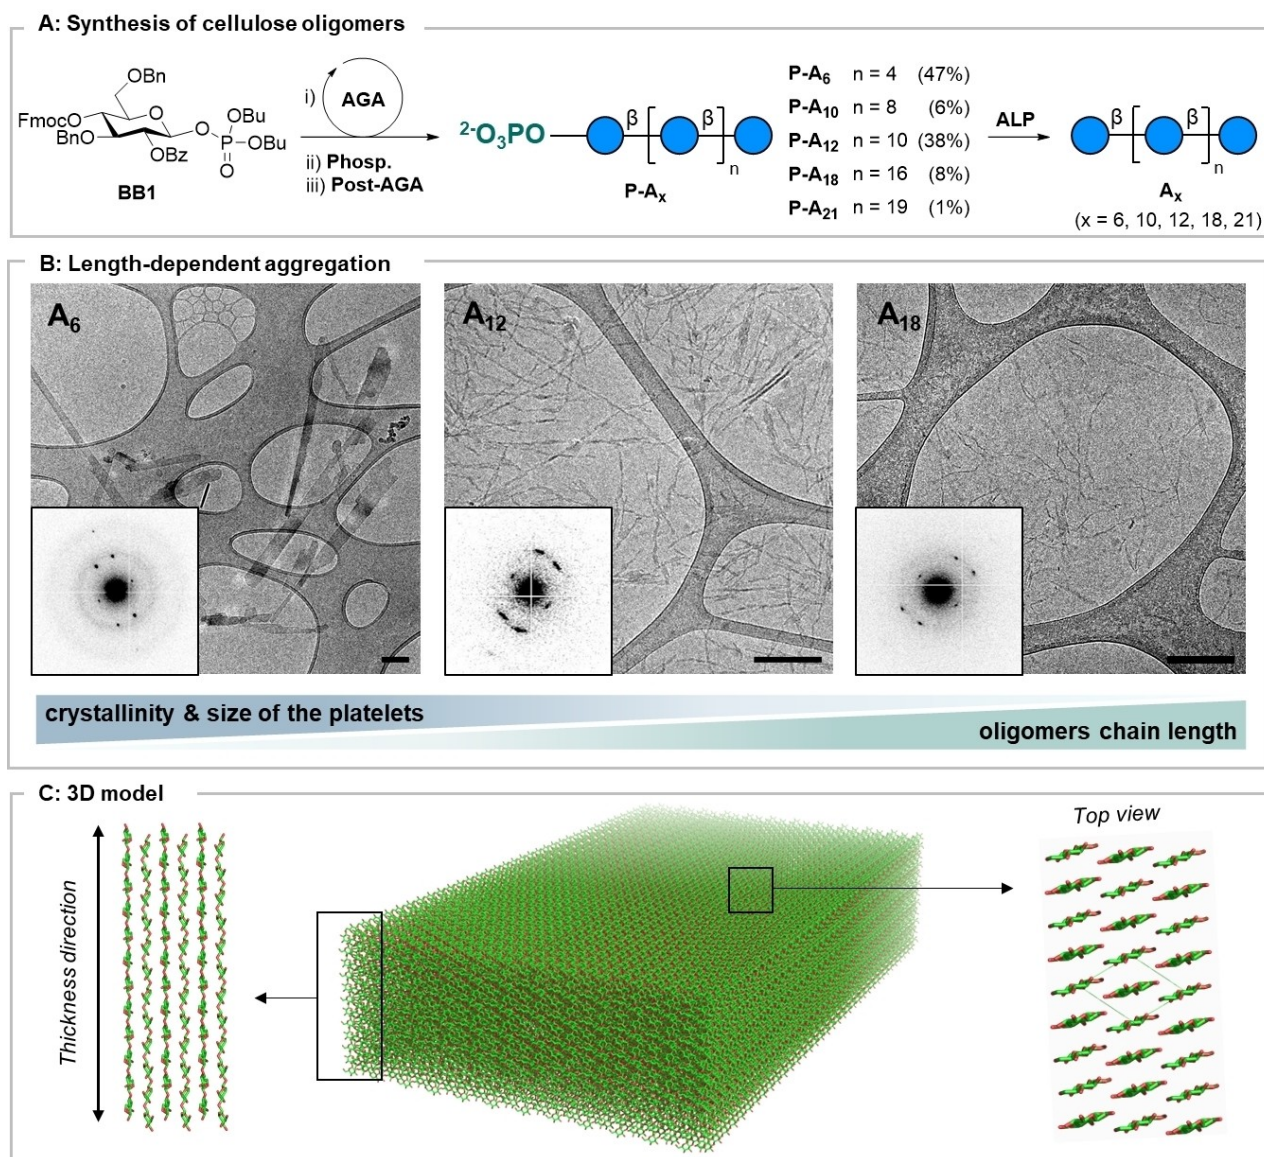 A: Synthesis of cellulose oligomers
OBn
Fmoc
O
BnO
OBz
O
P
O
OBu
OBu
BB1
i) AGA
ii) Phosp.
iii) Post-AGA
²⁻O₃PO
β
β
n
P-Aₓ
P-A₆ n = 4 (47%)
P-A₁₀ n = 8 (6%)
P-A₁₂ n = 10 (38%)
P-A₁₈ n = 16 (8%)
P-A₂₁ n = 19 (1%)
ALP
β
β
n
Aₓ
(x = 6, 10, 12, 18, 21)
B: Length-dependent aggregation
A₆
A₁₂
A₁₈
crystallinity & size of the platelets
oligomers chain length
C: 3D model
Thickness direction
Top view